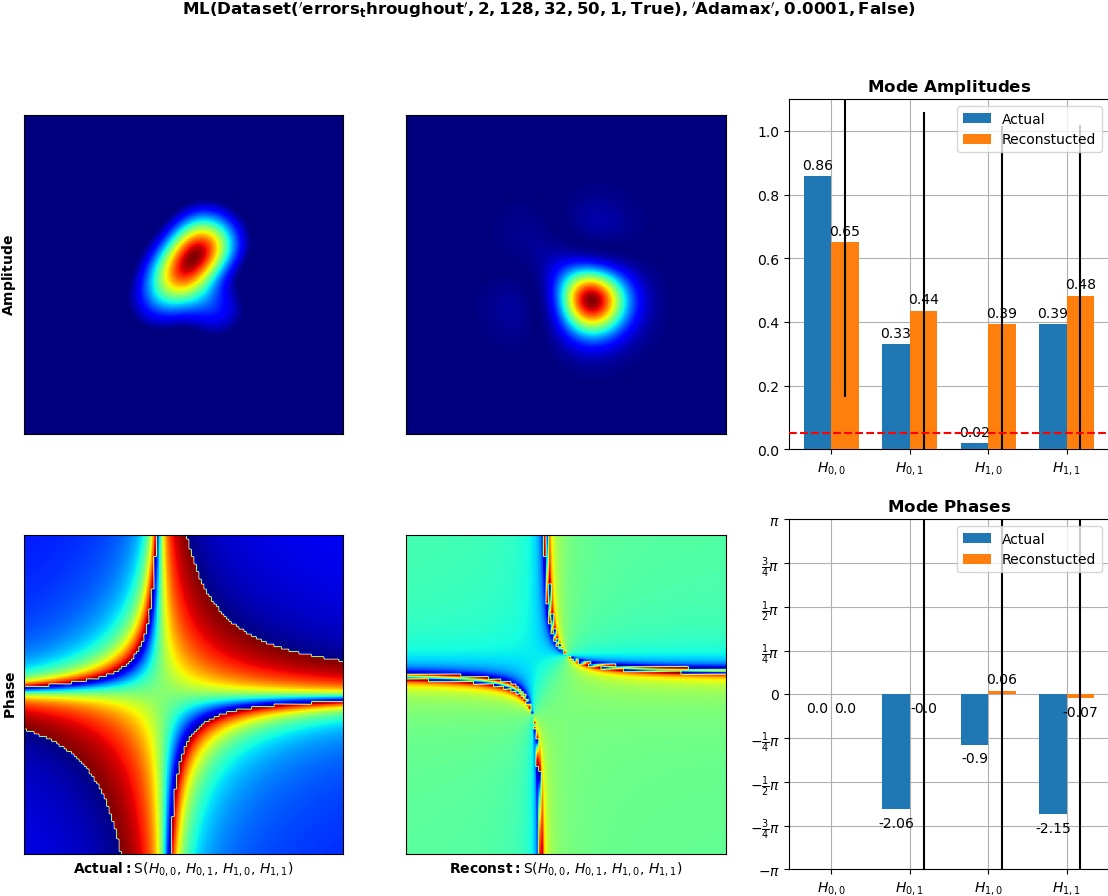 ML(Dataset('errors_throughout', 2, 128, 32, 50, 1, True), 'Adamax', 0.0001, False)
Amplitude
Mode Amplitudes
Actual
Reconstucted
1.0
0.8
0.6
0.4
0.2
0.0
0.86
0.65
0.33
0.44
0.02
0.39
0.39
0.48
H0,0
H0,1
H1,0
H1,1
Phase
Actual: S(H0,0, H0,1, H1,0, H1,1)
Reconst: S(H0,0, H0,1, H1,0, H1,1)
Mode Phases
Actual
Reconstucted
π
3/4π
1/2π
1/4π
0
−1/4π
−1/2π
−3/4π
−π
0.0
0.0
-2.06
-0.0
-0.9
0.06
-2.15
-0.07
H0,0
H0,1
H1,0
H1,1